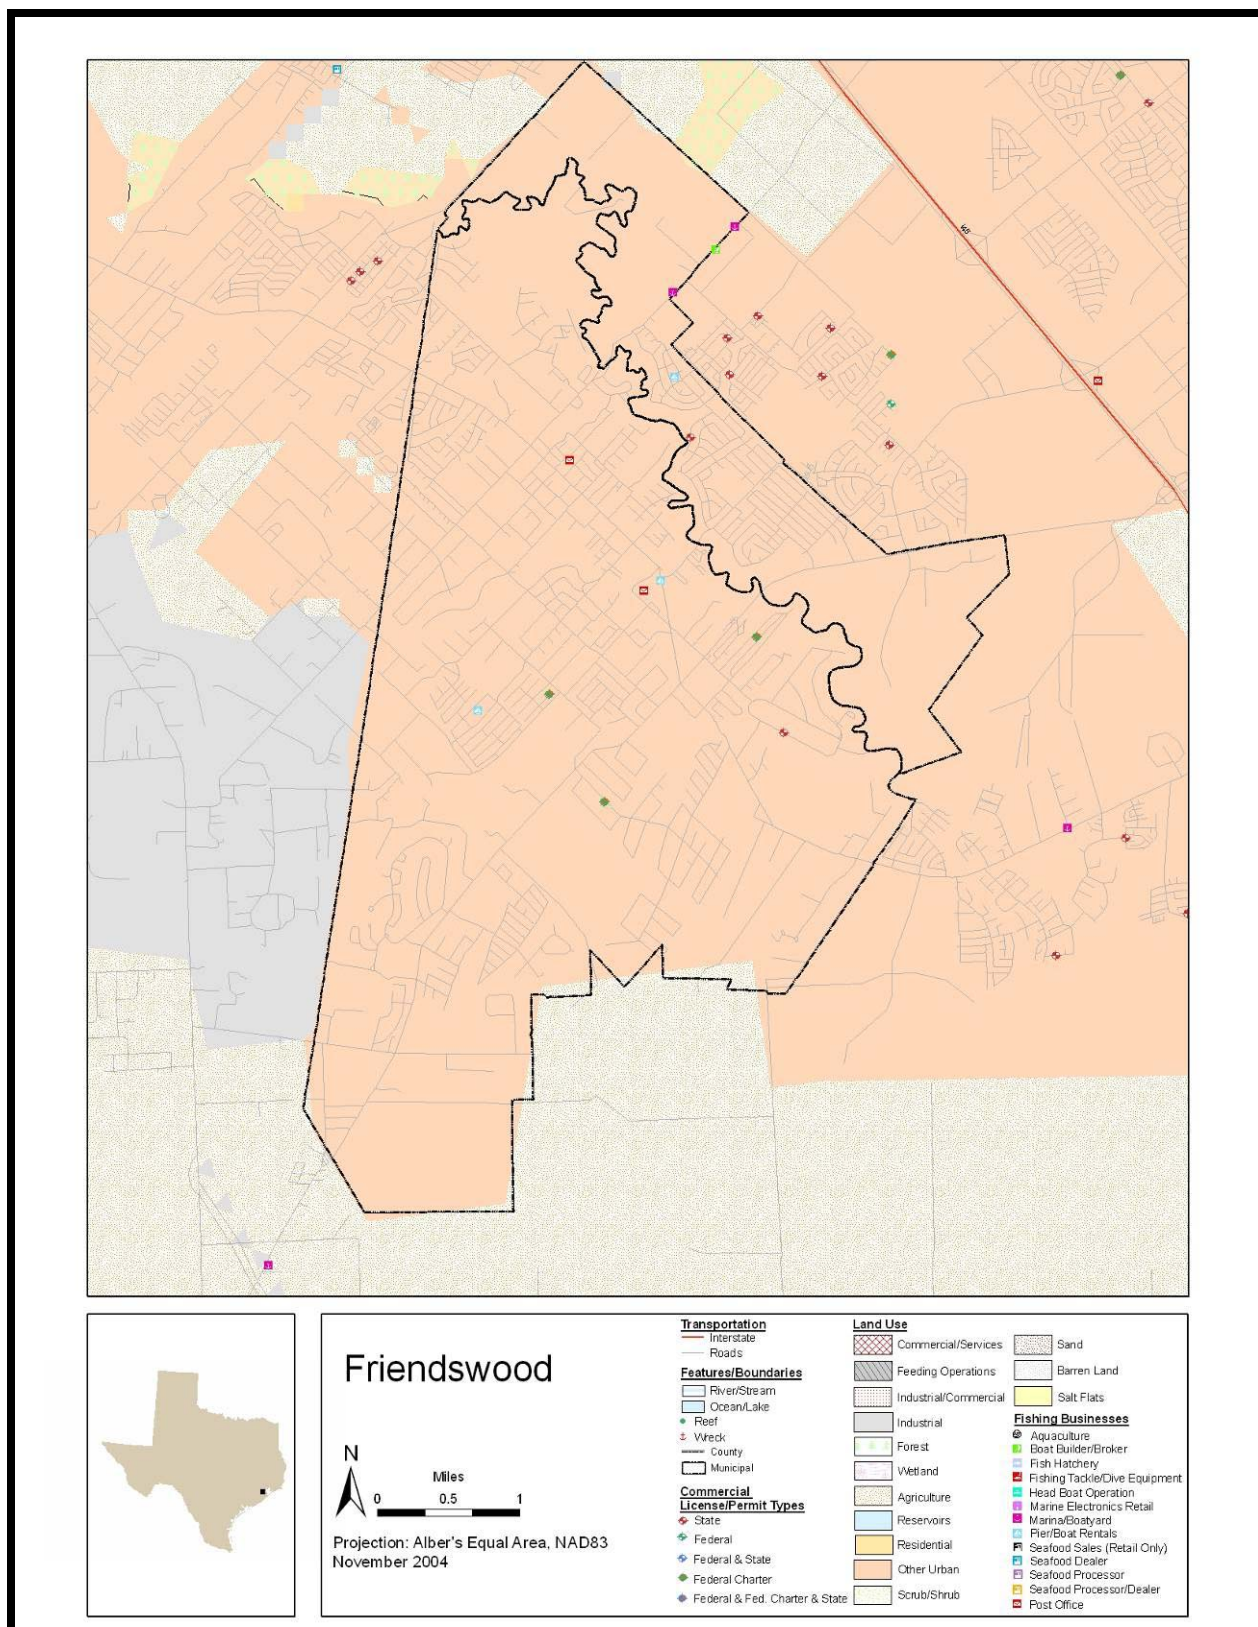 45
Friendswood
N
Miles
0 0.5 1
Projection: Alber's Equal Area, NAD83
November 2004
Transportation
Interstate
Roads
Features/Boundaries
River/Stream
Ocean/Lake
Reef
Wreck
County
Municipal
Commercial
License/Permit Types
State
Federal
Federal & State
Federal Charter
Federal & Fed. Charter & State
Land Use
Commercial/Services
Feeding Operations
Industrial/Commercial
Industrial
Forest
Wetland
Agriculture
Reservoirs
Residential
Other Urban
Scrub/Shrub
Sand
Barren Land
Salt Flats
Fishing Businesses
Aquaculture
Boat Builder/Broker
Fish Hatchery
Fishing Tackle/Dive Equipment
Head Boat Operation
Marine Electronics Retail
Marina/Boatyard
Pier/Boat Rentals
Seafood Sales (Retail Only)
Seafood Dealer
Seafood Processor
Seafood Processor/Dealer
Post Office